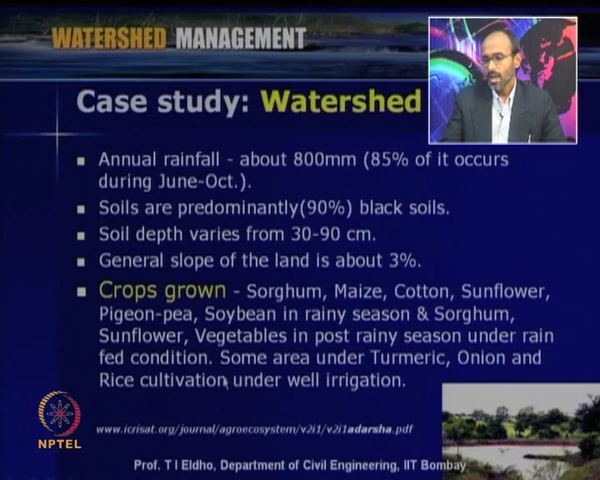 WATERSHED MANAGEMENT
Case study: Watershed
Annual rainfall - about 800mm (85% of it occurs
during June-Oct.).
Soils are predominantly(90%) black soils.
Soil depth varies from 30-90 cm.
General slope of the land is about 3%.
Crops grown - Sorghum, Maize, Cotton, Sunflower,
Pigeon-pea, Soybean in rainy season & Sorghum,
Sunflower, Vegetables in post rainy season under rain
fed condition. Some area under Turmeric, Onion and
Rice cultivation under well irrigation.
NPTEL
www.icrisat.org/journal/agroecosystem/v2i1/v2i1adarsha.pdf
Prof. T I Eldho, Department of Civil Engineering, IIT Bombay